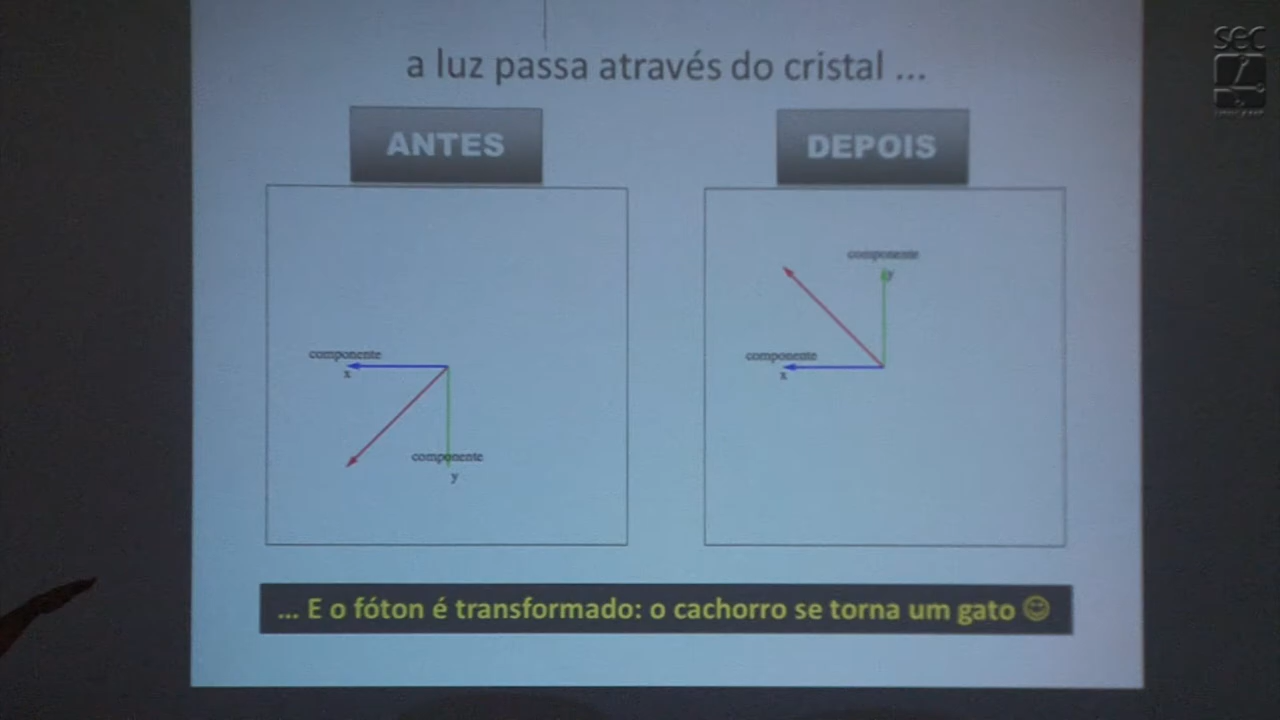 a luz passa através do cristal ...
ANTES
DEPOIS
componente
x
componente
y
componente
y
componente
x
... E o fóton é transformado: o cachorro se torna um gato ☺
sec